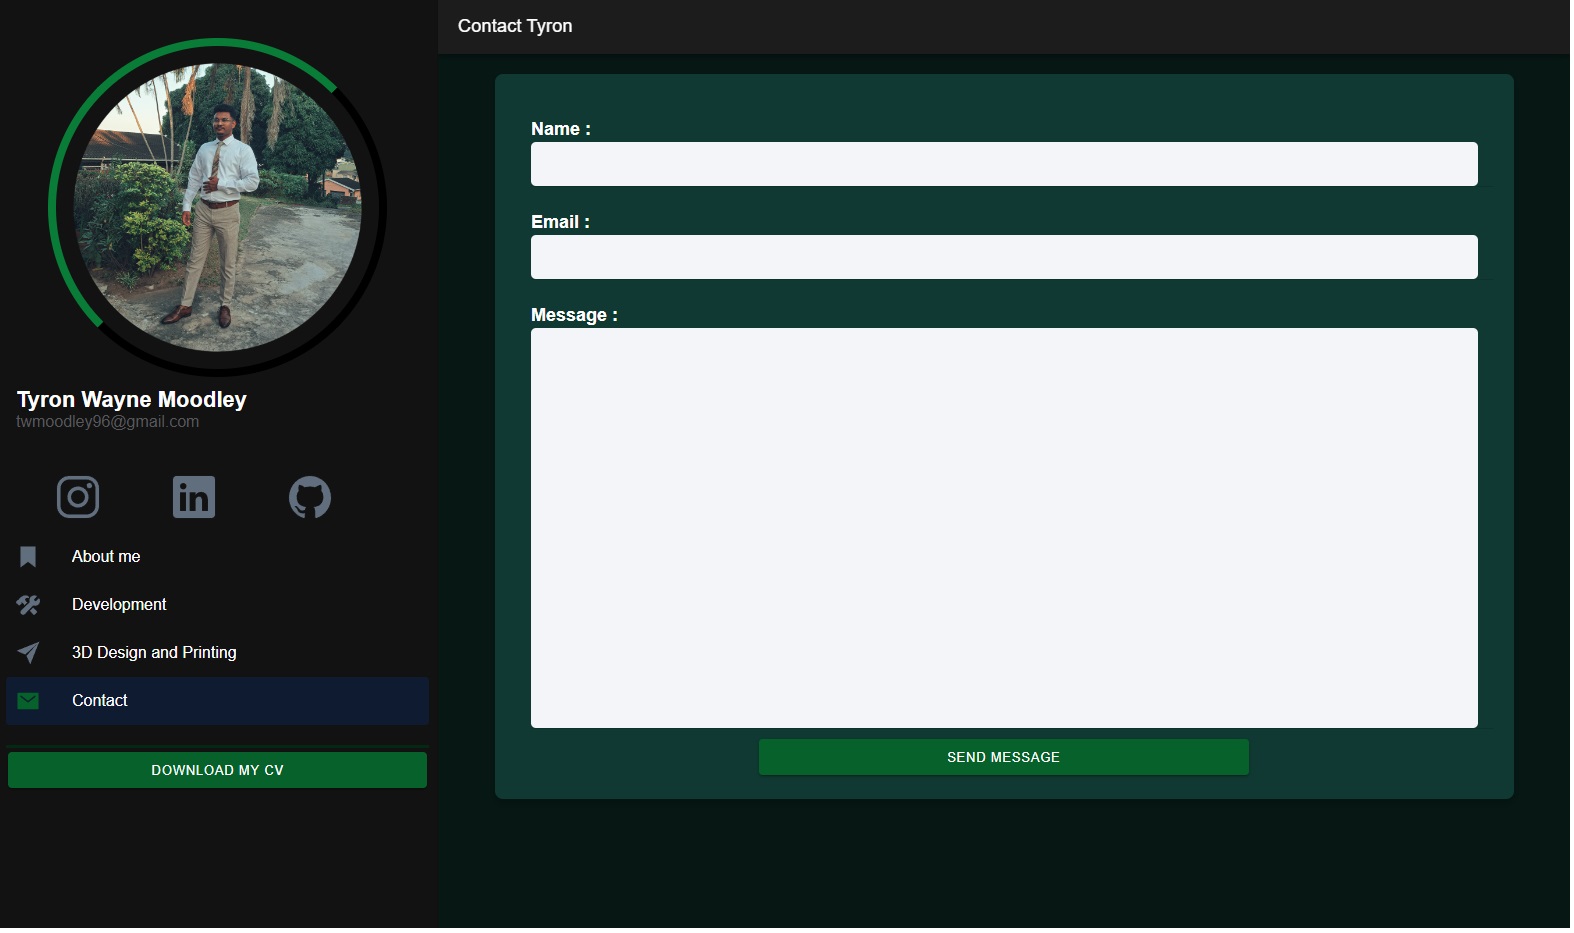 Contact Tyron
Tyron Wayne Moodley
twmoodley96@gmail.com
About me
Development
3D Design and Printing
Contact
DOWNLOAD MY CV
Name :
Email :
Message :
SEND MESSAGE